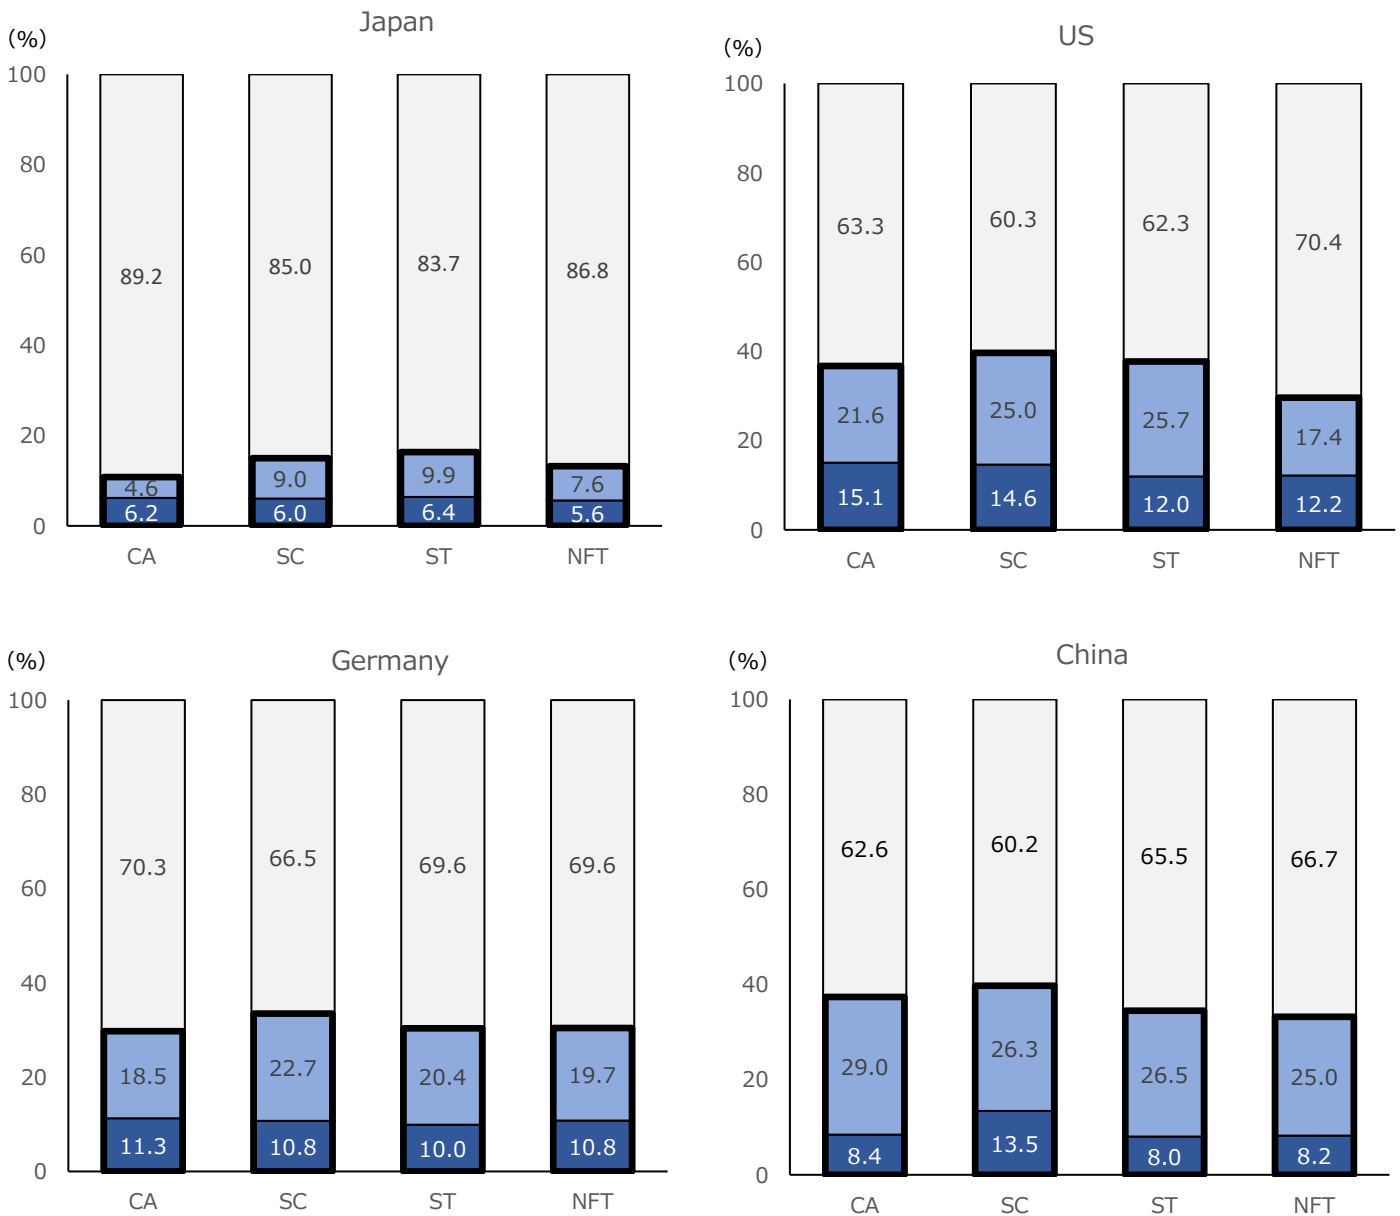 Japan
(%)
100
80
60
40
20
0
89.2 85.0 83.7 86.8
4.6 9.0 9.9 7.6
6.2 6.0 6.4 5.6
CA SC ST NFT
US
(%)
100
80
60
40
20
0
63.3 60.3 62.3 70.4
21.6 25.0 25.7 17.4
15.1 14.6 12.0 12.2
CA SC ST NFT
Germany
(%)
100
80
60
40
20
0
70.3 66.5 69.6 69.6
18.5 22.7 20.4 19.7
11.3 10.8 10.0 10.8
CA SC ST NFT
China
(%)
100
80
60
40
20
0
62.6 60.2 65.5 66.7
29.0 26.3 26.5 25.0
8.4 13.5 8.0 8.2
CA SC ST NFT